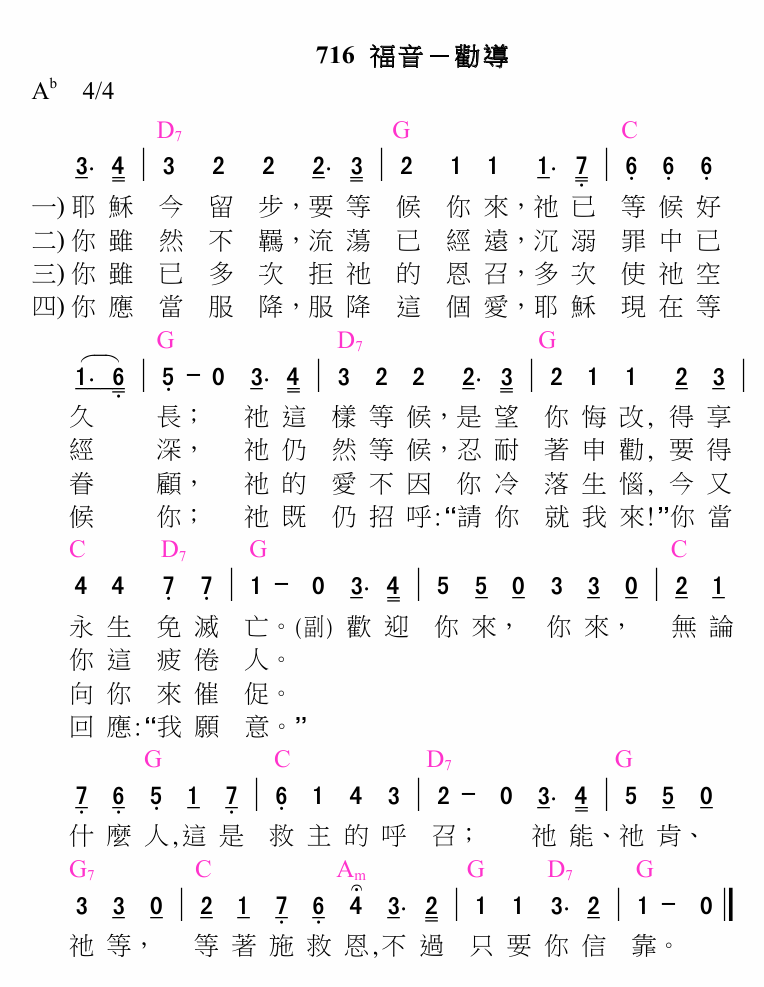 716 福音－勸導
A♭ 4/4
D7 G C
3· 4 | 3 2 2 2· 3 | 2 1 1 1· 7 | 6 6 6
一) 耶穌 今留步，要等 候你來，祂已 等候好
二) 你雖 然不羈，流蕩 已經遠，沉溺 罪中已
三) 你雖 已多次拒祂 的恩召，多次 使祂空
四) 你應 當服降，服降 這個愛，耶穌 現在等
G D7 G
1· 6 | 5 － 0 3· 4 | 3 2 2 2· 3 | 2 1 1 2 3 |
久 長； 祂這 樣等候，是望 你悔改, 得享
經 深， 祂仍 然等候，忍耐 著申勸, 要得
眷 顧， 祂的 愛不因你冷 落生惱, 今又
候 你； 祂既 仍招呼:“請你 就我來!”你當
C D7 G C
4 4 7 7 | 1 － 0 3· 4 | 5 5 0 3 3 0 | 2 1
永生免滅 亡。(副) 歡迎 你來， 你來， 無論
你這疲倦 人。
向你來催 促。
回應:“我願 意。”
G C D7 G
7 6 5 1 7 | 6 1 4 3 | 2 － 0 3· 4 | 5 5 0
什麼人,這是 救主的呼 召； 祂能、祂肯、
G7 C Am G D7 G
3 3 0 | 2 1 7 6 4 3· 2 | 1 1 3· 2 | 1 － 0
祂等， 等著施救恩,不過 只要你信 靠。